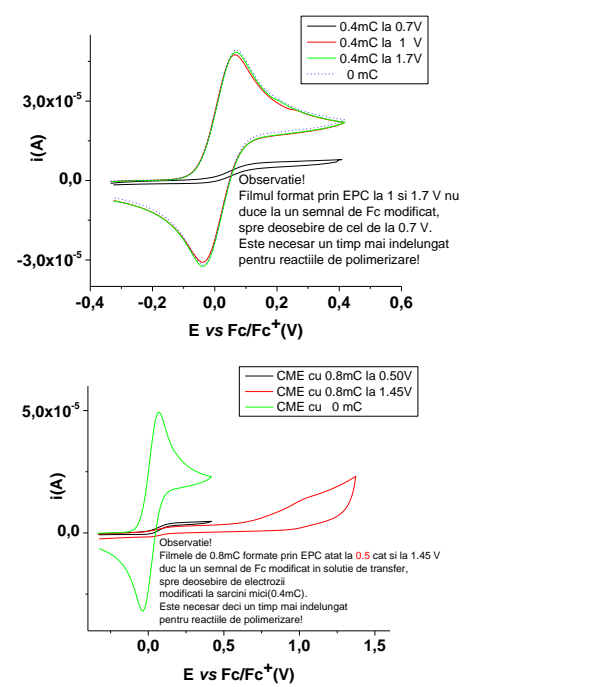 0.4mC la 0.7V
0.4mC la 1 V
0.4mC la 1.7V
0 mC
3,0x10⁻⁵
0,0
-3,0x10⁻⁵
i(A)
Observatie!
Filmul format prin EPC la 1 si 1.7 V nu
duce la un semnal de Fc modificat,
spre deosebire de cel de la 0.7 V.
Este necesar un timp mai indelungat
pentru reactiile de polimerizare!
-0,4 -0,2 0,0 0,2 0,4 0,6
E vs Fc/Fc⁺(V)
CME cu 0.8mC la 0.50V
CME cu 0.8mC la 1.45V
CME cu 0 mC
5,0x10⁻⁵
0,0
i(A)
Observatie!
Filmele de 0.8mC formate prin EPC atat la 0.5 cat si la 1.45 V
duc la un semnal de Fc modificat in solutie de transfer,
spre deosebire de electrozii
modificati la sarcini mici(0.4mC).
Este necesar deci un timp mai indelungat
pentru reactiile de polimerizare!
0,0 0,5 1,0 1,5
E vs Fc/Fc⁺(V)